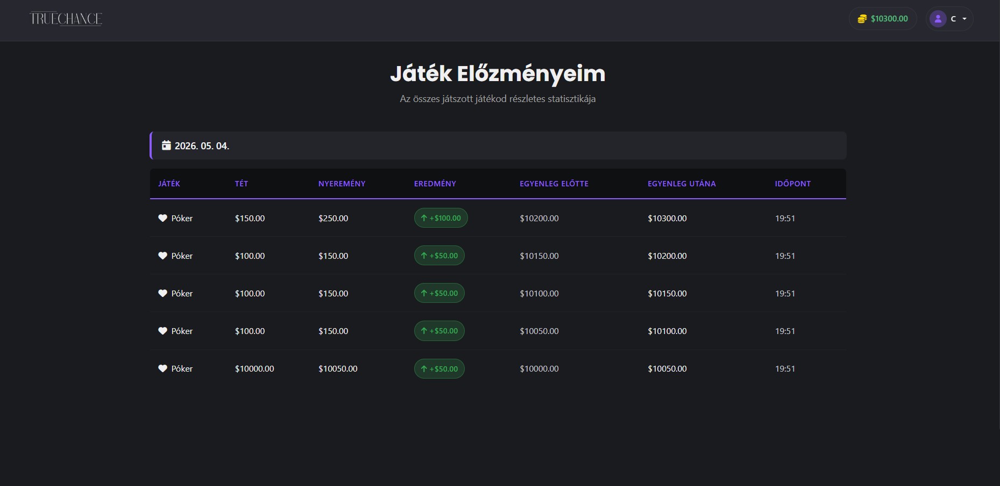 TRUECHANCE
$10300.00
C
Játék Előzményeim
Az összes játszott játékod részletes statisztikája
2026. 05. 04.
JÁTÉK TÉT NYEREMÉNY EREDMÉNY EGYENLEG ELŐTTE EGYENLEG UTÁNA IDŐPONT
Póker $150.00 $250.00 +$100.00 $10200.00 $10300.00 19:51
Póker $100.00 $150.00 +$50.00 $10150.00 $10200.00 19:51
Póker $100.00 $150.00 +$50.00 $10100.00 $10150.00 19:51
Póker $100.00 $150.00 +$50.00 $10050.00 $10100.00 19:51
Póker $10000.00 $10050.00 +$50.00 $10000.00 $10050.00 19:51